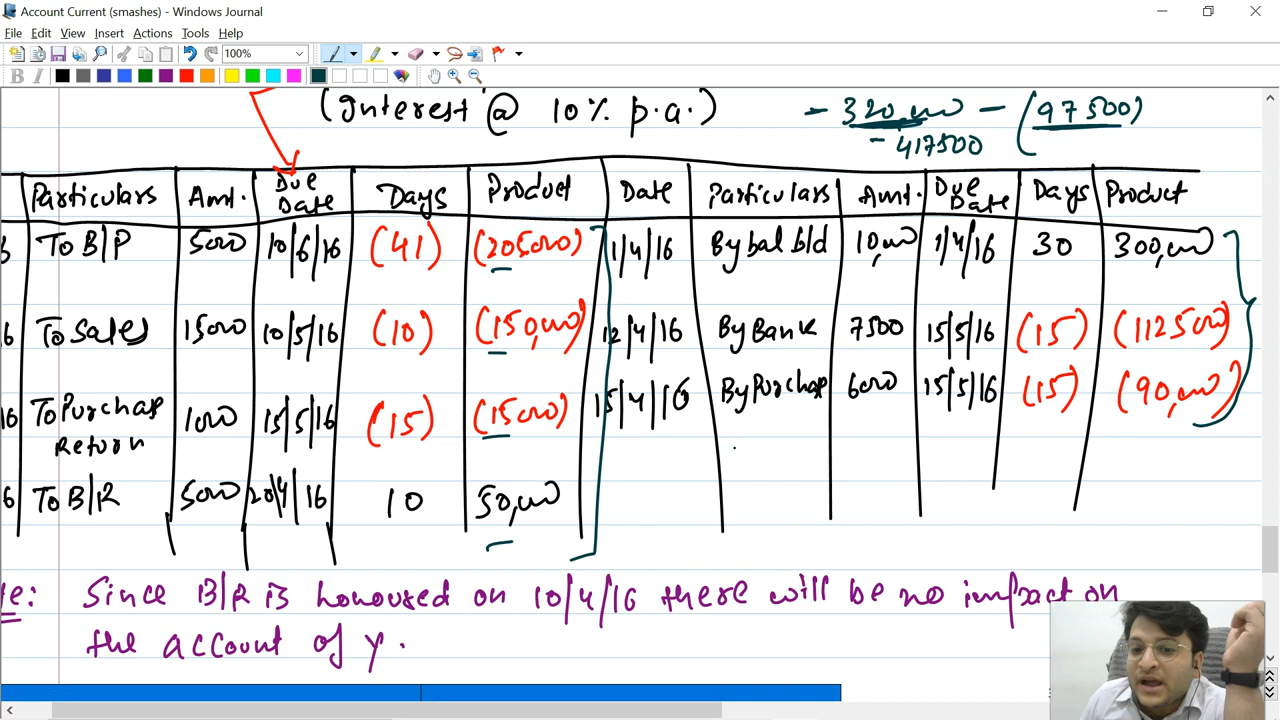 Account Current (smashes) - Windows Journal
File Edit View Insert Actions Tools Help
100%
B I
(Interest @ 10% p.a.)
- 320,000 - (97500)
- 417500
Particulars Amt. Due Date Days Product Date Particulars Amt. Due Date Days Product
6 To B/P 5000 10/6/16 (41) (205000) 1/4/16 By bal b/d 10,000 1/4/16 30 300,000
16 To Sales 15000 10/5/16 (10) (150,000) 12/4/16 By Bank 7500 15/5/16 (15) (112500)
16 To Purchase Return 1000 15/5/16 (15) (15000) 15/4/16 By Purchase 6000 15/5/16 (15) (90,000)
6 To B/R 5000 20/4/16 10 50,000
te: Since B/R is honoured on 10/4/16 there will be no impact on
the account of Y.